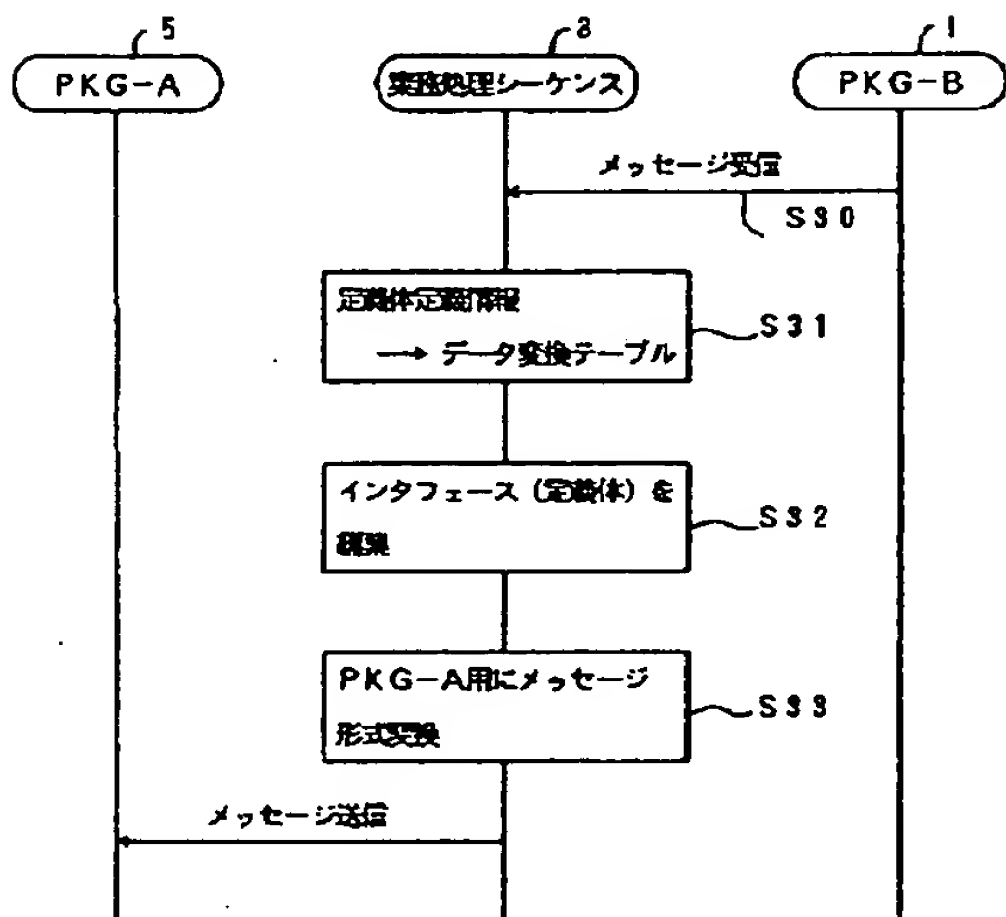 5
3
1
PKG-A
業務処理シーケンス
PKG-B
メッセージ受信
S30
定義体定義情報
→ データ変換テーブル
S31
インタフェース（定義体）を
構築
S32
PKG-A用にメッセージ
形式変換
S33
メッセージ送信